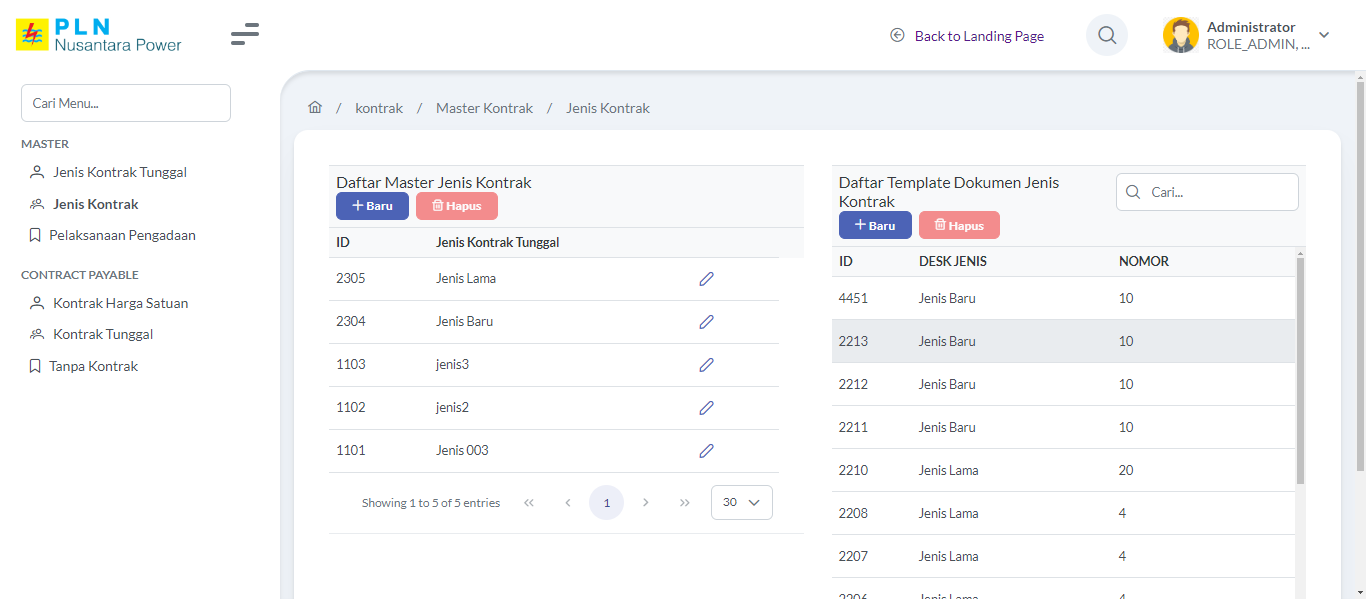 PLN
Nusantara Power
Back to Landing Page
Administrator
ROLE_ADMIN, ...
Cari Menu...
MASTER
Jenis Kontrak Tunggal
Jenis Kontrak
Pelaksanaan Pengadaan
CONTRACT PAYABLE
Kontrak Harga Satuan
Kontrak Tunggal
Tanpa Kontrak
/ kontrak / Master Kontrak / Jenis Kontrak
Daftar Master Jenis Kontrak
Baru Hapus
ID Jenis Kontrak Tunggal
2305 Jenis Lama
2304 Jenis Baru
1103 jenis3
1102 jenis2
1101 Jenis 003
Showing 1 to 5 of 5 entries « ‹ 1 › » 30
Daftar Template Dokumen Jenis
Kontrak
Cari...
Baru Hapus
ID DESK JENIS NOMOR
4451 Jenis Baru 10
2213 Jenis Baru 10
2212 Jenis Baru 10
2211 Jenis Baru 10
2210 Jenis Lama 20
2208 Jenis Lama 4
2207 Jenis Lama 4
2206 Jenis Lama 4